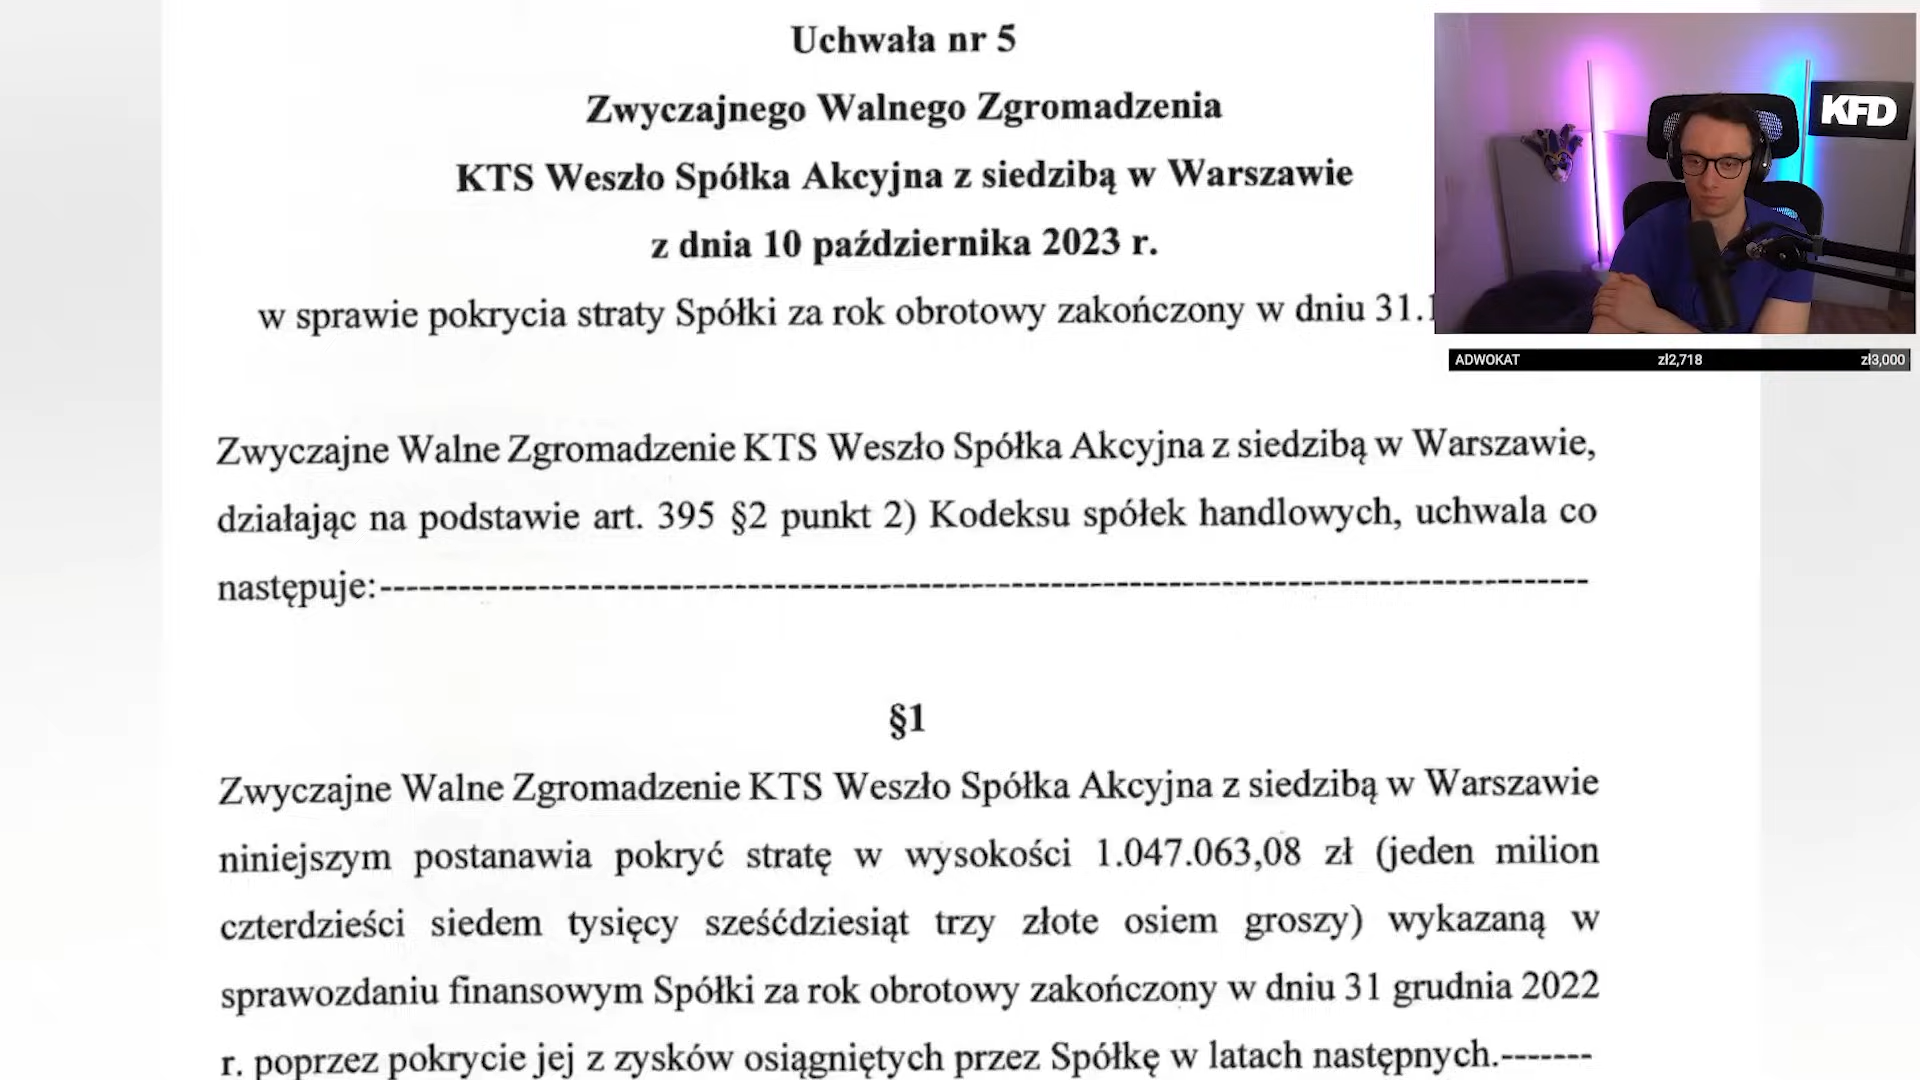 Uchwała nr 5
Zwyczajnego Walnego Zgromadzenia
KTS Weszło Spółka Akcyjna z siedzibą w Warszawie
z dnia 10 października 2023 r.
w sprawie pokrycia straty Spółki za rok obrotowy zakończony w dniu 31.1
KFD
ADWOKAT zł2,718 zł3,000
Zwyczajne Walne Zgromadzenie KTS Weszło Spółka Akcyjna z siedzibą w Warszawie,
działając na podstawie art. 395 §2 punkt 2) Kodeksu spółek handlowych, uchwala co
następuje:--------------------------------------------------------------------------------------------
§1
Zwyczajne Walne Zgromadzenie KTS Weszło Spółka Akcyjna z siedzibą w Warszawie
niniejszym postanawia pokryć stratę w wysokości 1.047.063,08 zł (jeden milion
czterdzieści siedem tysięcy sześćdziesiąt trzy złote osiem groszy) wykazaną w
sprawozdaniu finansowym Spółki za rok obrotowy zakończony w dniu 31 grudnia 2022
r. poprzez pokrycie jej z zysków osiągniętych przez Spółkę w latach następnych.-------